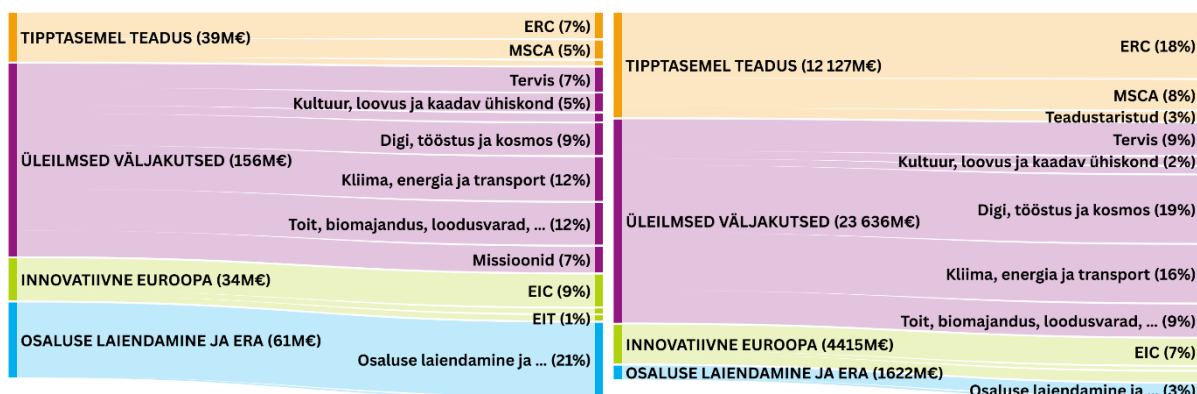 TIPPTASEMEL TEADUS (39M€)
ERC (7%)
MSCA (5%)
Tervis (7%)
Kultuur, loovus ja kaadav ühiskond (5%)
Digi, tööstus ja kosmos (9%)
ÜLEILMSED VÄLJAKUTSED (156M€)
Kliima, energia ja transport (12%)
Toit, biomajandus, loodusvarad, ... (12%)
Missioonid (7%)
INNOVATIIVNE EUROOPA (34M€)
EIC (9%)
EIT (1%)
OSALUSE LAIENDAMINE JA ERA (61M€)
Osaluse laiendamine ja ... (21%)
ERC (18%)
TIPPTASEMEL TEADUS (12 127M€)
MSCA (8%)
Teadustaristud (3%)
Tervis (9%)
Kultuur, loovus ja kaadav ühiskond (2%)
Digi, tööstus ja kosmos (19%)
ÜLEILMSED VÄLJAKUTSED (23 636M€)
Kliima, energia ja transport (16%)
Toit, biomajandus, loodusvarad, ... (9%)
INNOVATIIVNE EUROOPA (4415M€)
EIC (7%)
OSALUSE LAIENDAMINE JA ERA (1622M€)
Osaluse laiendamine ja ... (3%)